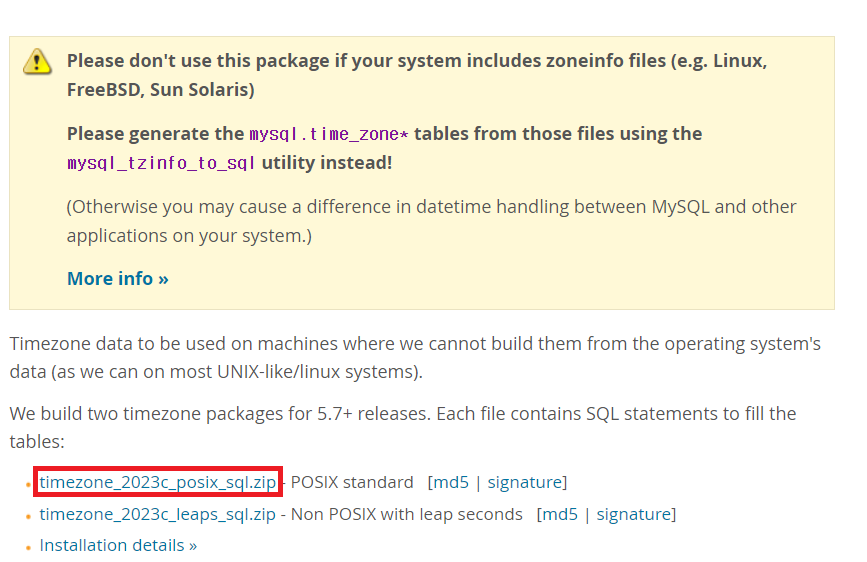 Please don't use this package if your system includes zoneinfo files (e.g. Linux,
FreeBSD, Sun Solaris)
Please generate the mysql.time_zone* tables from those files using the
mysql_tzinfo_to_sql utility instead!
(Otherwise you may cause a difference in datetime handling between MySQL and other
applications on your system.)
More info »
Timezone data to be used on machines where we cannot build them from the operating system's
data (as we can on most UNIX-like/linux systems).
We build two timezone packages for 5.7+ releases. Each file contains SQL statements to fill the
tables:
timezone_2023c_posix_sql.zip - POSIX standard [md5 | signature]
timezone_2023c_leaps_sql.zip - Non POSIX with leap seconds [md5 | signature]
Installation details »